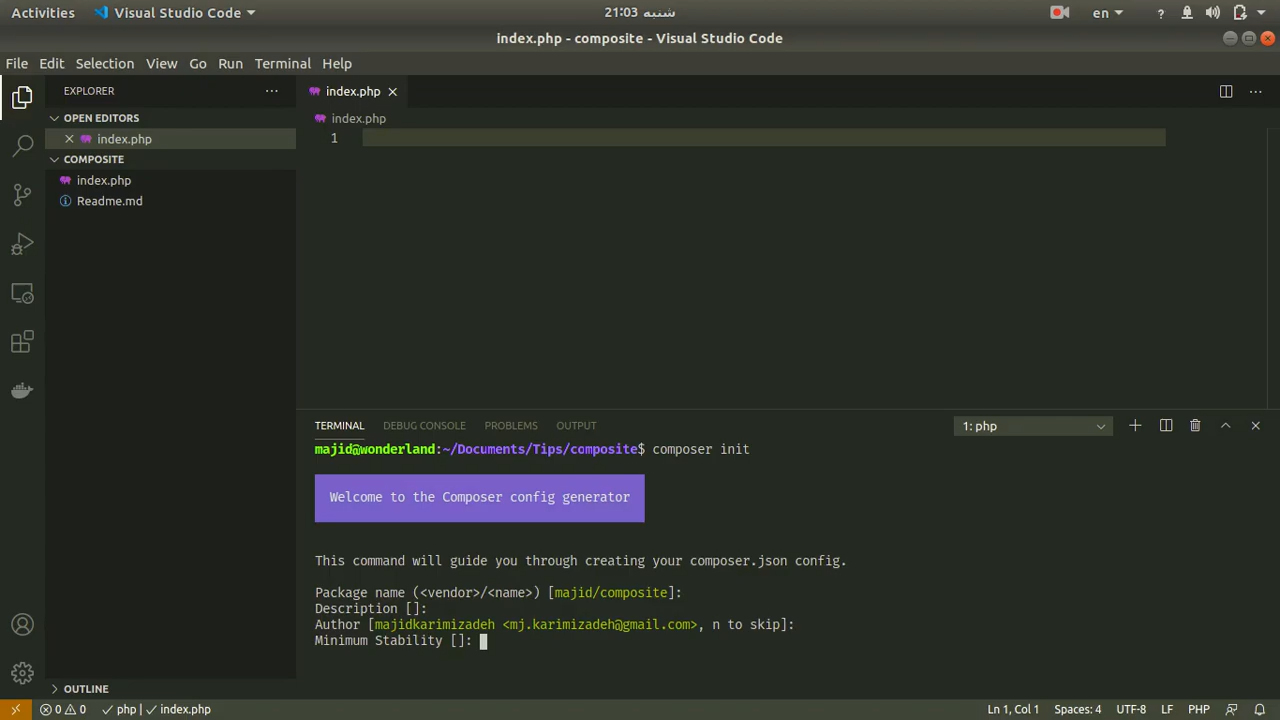 Activities
Visual Studio Code
شنبه 21:03
en
?
index.php - composite - Visual Studio Code
File Edit Selection View Go Run Terminal Help
EXPLORER
index.php
OPEN EDITORS
index.php
index.php
1
COMPOSITE
index.php
Readme.md
TERMINAL DEBUG CONSOLE PROBLEMS OUTPUT
1: php
majid@wonderland:~/Documents/Tips/composite$ composer init
Welcome to the Composer config generator
This command will guide you through creating your composer.json config.
Package name (<vendor>/<name>) [majid/composite]:
Description []:
Author [majidkarimizadeh <mj.karimizadeh@gmail.com>, n to skip]:
Minimum Stability []:
OUTLINE
0 0 php | index.php
Ln 1, Col 1 Spaces: 4 UTF-8 LF PHP